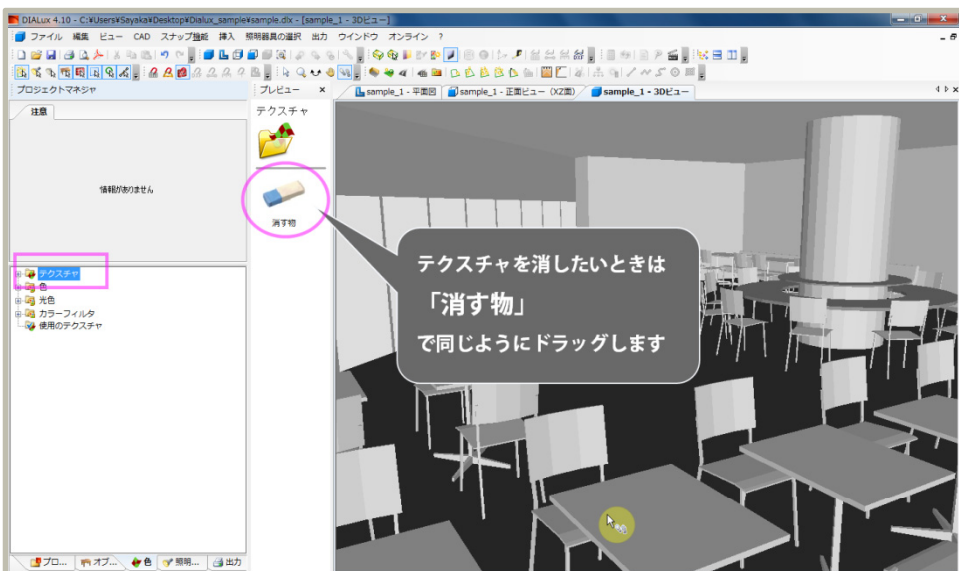 DIALux 4.10 - C:¥Users¥Sayaka¥Desktop¥Dialux_sample¥sample.dlx - [sample_1 - 3Dビュー]
ファイル 編集 ビュー CAD スナップ機能 挿入 照明器具の選択 出力 ウインドウ オンライン ?
プロジェクトマネジャ
プレビュー
sample_1 - 平面図
sample_1 - 正面ビュー (XZ面)
sample_1 - 3Dビュー
注意
テクスチャ
情報がありません
消す物
テクスチャを消したいときは
「消す物」
で同じようにドラッグします
テクスチャ
色
光色
カラーフィルタ
使用のテクスチャ
プロ... オブ... 色 照明... 出力